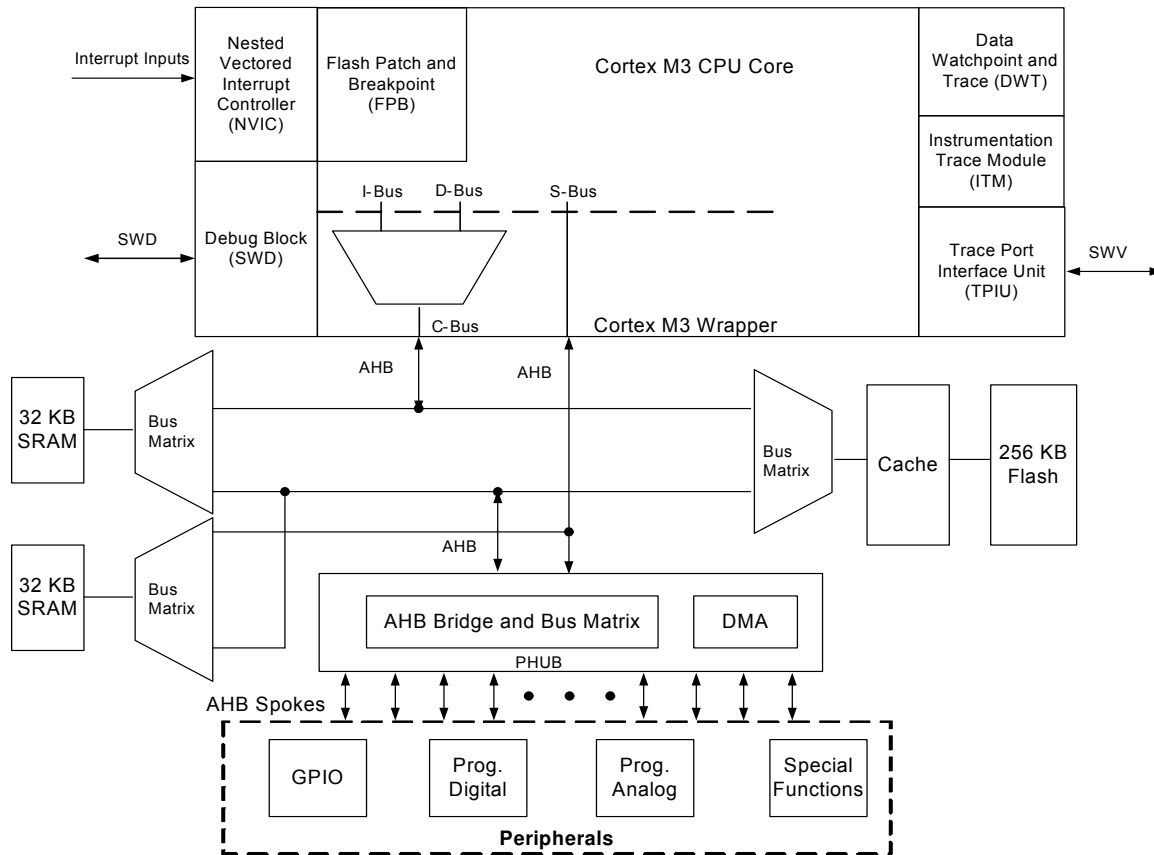 Interrupt Inputs
Nested
Vectored
Interrupt
Controller
(NVIC)
Flash Patch and
Breakpoint
(FPB)
Cortex M3 CPU Core
Data
Watchpoint and
Trace (DWT)
Instrumentation
Trace Module
(ITM)
I-Bus
D-Bus
S-Bus
SWD
Debug Block
(SWD)
Trace Port
Interface Unit
(TPIU)
SWV
C-Bus
Cortex M3 Wrapper
AHB
AHB
32 KB
SRAM
Bus
Matrix
Bus
Matrix
Cache
256 KB
Flash
AHB
32 KB
SRAM
Bus
Matrix
AHB Bridge and Bus Matrix
DMA
PHUB
AHB Spokes
GPIO
Prog.
Digital
Prog.
Analog
Special
Functions
Peripherals